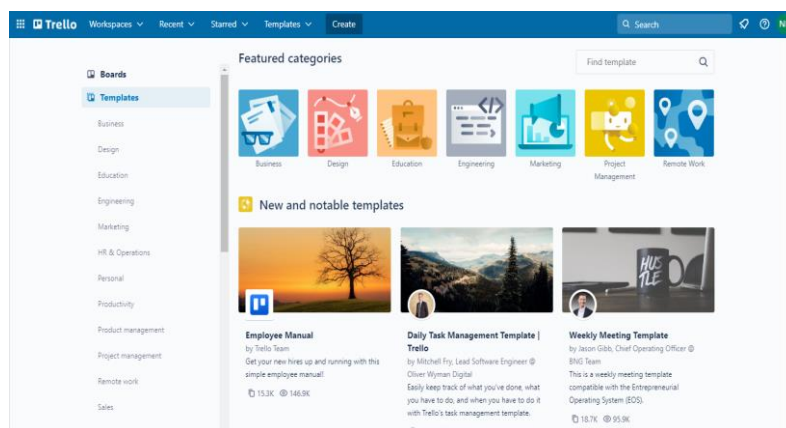 Trello Workspaces Recent Starred Templates Create Search N
Boards
Templates
Business
Design
Education
Engineering
Marketing
HR & Operations
Personal
Productivity
Product management
Project management
Remote work
Sales
Featured categories
Find template
Business Design Education Engineering Marketing Project Management Remote Work
New and notable templates
HUS
TLE
Employee Manual
by Trello Team
Get your new hires up and running with this
simple employee manual!
15.3K 146.9K
Daily Task Management Template |
Trello
by Mitchell Fry, Lead Software Engineer @
Oliver Wyman Digital
Easily keep track of what you've done, what
you have to do, and when you have to do it
with Trello's task management template.
Weekly Meeting Template
by Jason Gibb, Chief Operating Officer @
BNG Team
This is a weekly meeting template
compatible with the Entrepreneurial
Operating System (EOS).
18.7K 95.9K